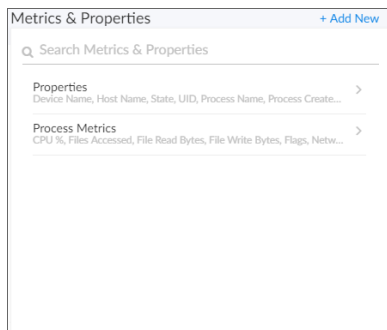 Metrics & Properties
+ Add New
Search Metrics & Properties
Properties
Device Name, Host Name, State, UID, Process Name, Process Create...
Process Metrics
CPU %, Files Accessed, File Read Bytes, File Write Bytes, Flags, Netw...